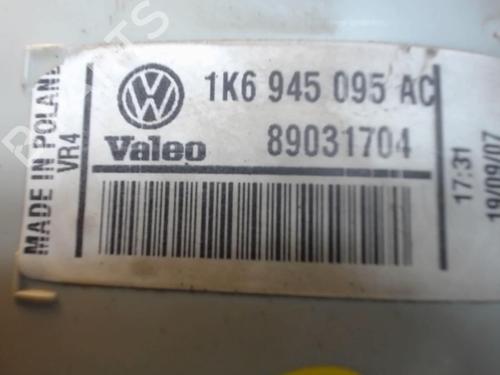 MADE IN POLAND
VR4
1K6 945 095 AC
Valeo
89031704
17:31
19/09/07